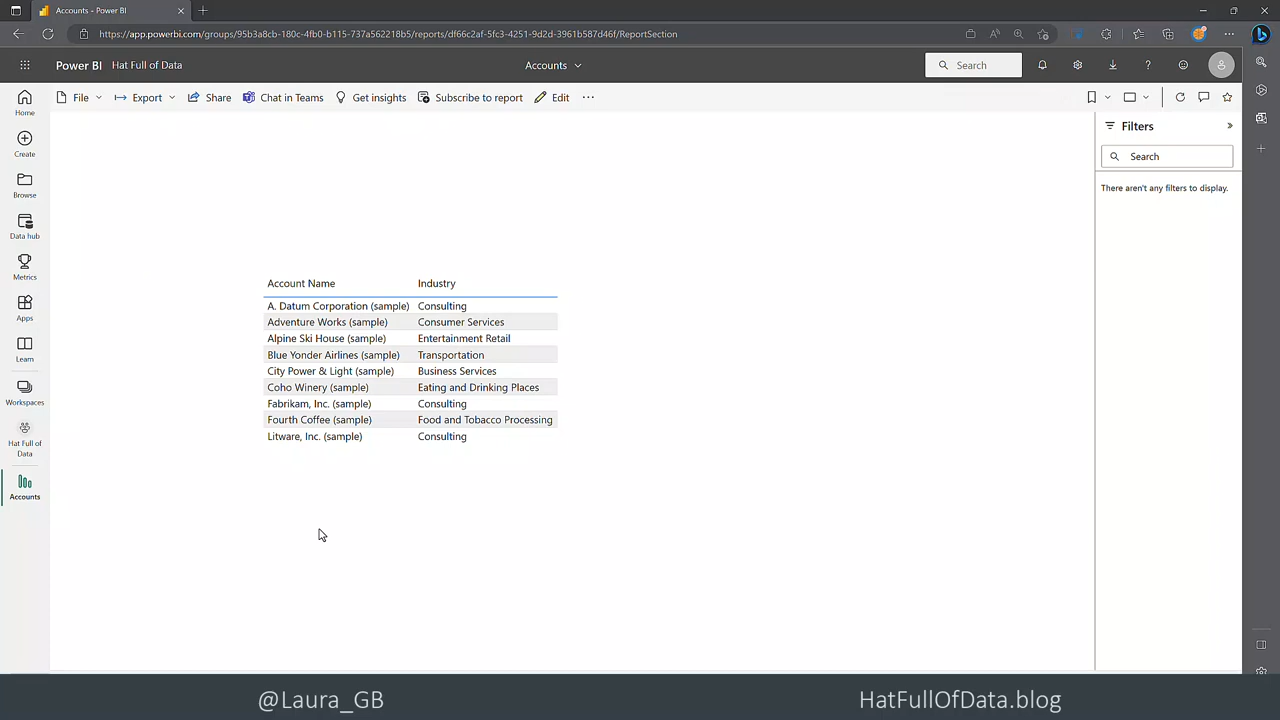 Accounts - Power BI
https://app.powerbi.com/groups/95b3a8cb-180c-4fb0-b115-737a562218b5/reports/df66c2af-5fc3-4251-9d2d-3961b587d46f/ReportSection
Power BI Hat Full of Data
Accounts
Search
File
Export
Share
Chat in Teams
Get insights
Subscribe to report
Edit
Home
Create
Browse
Data hub
Metrics
Apps
Learn
Workspaces
Hat Full of
Data
Accounts
Filters
Search
There aren't any filters to display.
Account Name Industry
A. Datum Corporation (sample) Consulting
Adventure Works (sample) Consumer Services
Alpine Ski House (sample) Entertainment Retail
Blue Yonder Airlines (sample) Transportation
City Power & Light (sample) Business Services
Coho Winery (sample) Eating and Drinking Places
Fabrikam, Inc. (sample) Consulting
Fourth Coffee (sample) Food and Tobacco Processing
Litware, Inc. (sample) Consulting
@Laura_GB
HatFullOfData.blog